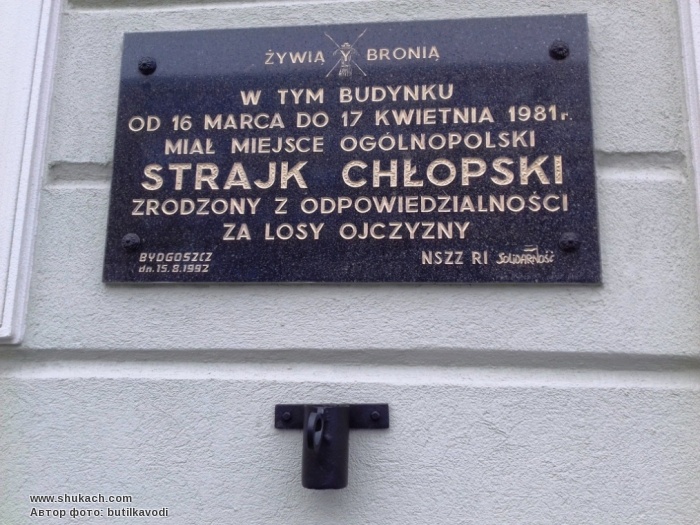 ŻYWIĄ Y BRONIĄ
W TYM BUDYNKU
OD 16 MARCA DO 17 KWIETNIA 1981r.
MIAŁ MIEJSCE OGÓLNOPOLSKI
STRAJK CHŁOPSKI
ZRODZONY Z ODPOWIEDZIALNOŚCI
ZA LOSY OJCZYZNY
BYDGOSZCZ
dn. 15.8.1992
NSZZ RI SOLIDARNOŚĆ
www.shukach.com
Автор фото: butilkavodi